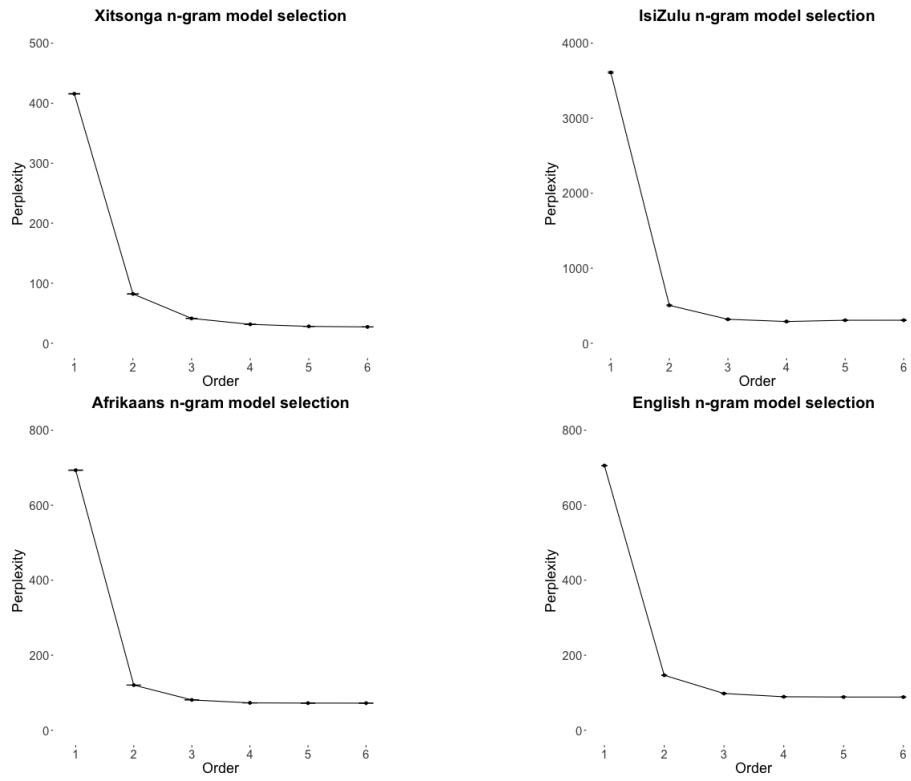 Xitsonga n-gram model selection
500
400
300
200
100
0
Perplexity
1 2 3 4 5 6
Order
IsiZulu n-gram model selection
4000
3000
2000
1000
0
Perplexity
1 2 3 4 5 6
Order
Afrikaans n-gram model selection
800
600
400
200
0
Perplexity
1 2 3 4 5 6
Order
English n-gram model selection
800
600
400
200
0
Perplexity
1 2 3 4 5 6
Order